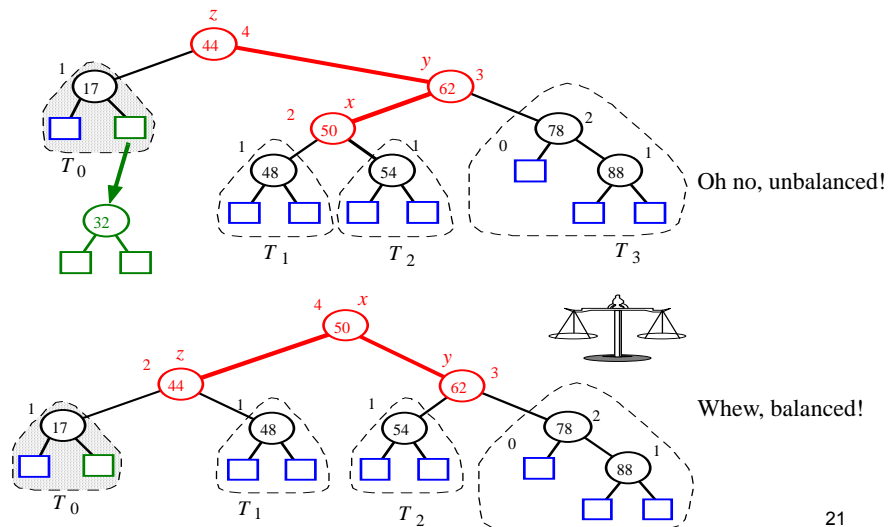 z
44 4
y
1 17 62 3
2 x
50 78 2
0
1 48 1 54 88 1
T 0
Oh no, unbalanced!
32
T 1 T 2 T 3
4 x
50
z y
2 44 62 3
1 17 1 48 1 54 78 2
Whew, balanced!
0
88 1
T 0 T 1 T 2
21